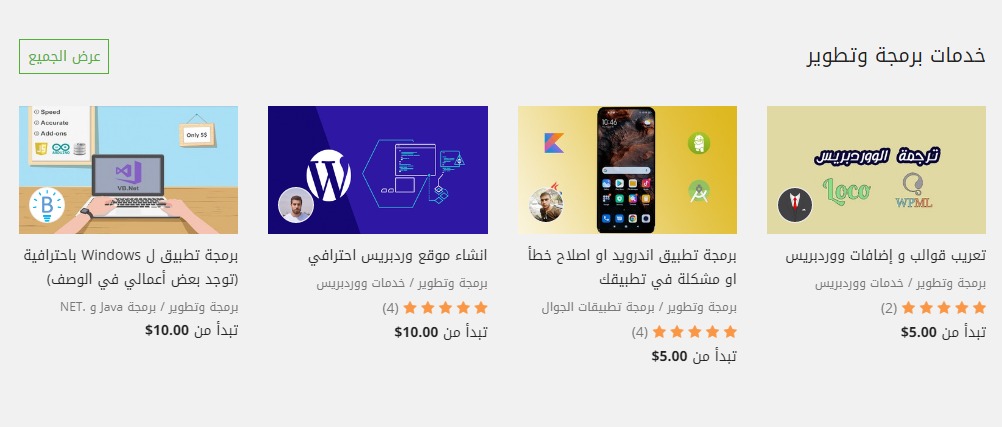 خدمات برمجة وتطوير
عرض الجميع
ترجمة الووردبريس
Loco
WPML
تعريب قوالب و إضافات ووردبريس
برمجة وتطوير / خدمات ووردبريس
(2)
تبدأ من 5.00$
10:46
برمجة تطبيق اندرويد او اصلاح خطأ
او مشكلة في تطبيقك
برمجة وتطوير / برمجة تطبيقات الجوال
(4)
تبدأ من 5.00$
انشاء موقع وردبريس احترافي
برمجة وتطوير / خدمات ووردبريس
(4)
تبدأ من 10.00$
Speed
Accurate
Add-ons
Only 5$
JS
VB.Net
B
برمجة تطبيق ل Windows باحترافية
(توجد بعض أعمالي في الوصف)
برمجة وتطوير / برمجة Java و .NET
تبدأ من 10.00$